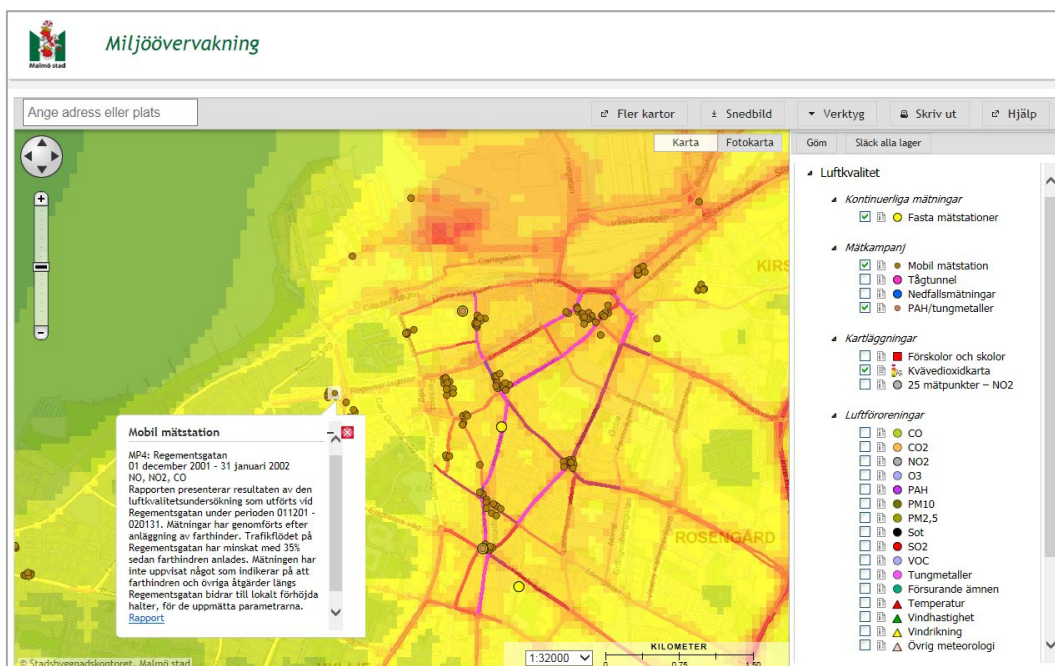 Malmö stad
Miljöövervakning
Ange adress eller plats
Fler kartor
Snedbild
Verktyg
Skriv ut
Hjälp
Karta
Fotokarta
Göm
Släck alla lager
Luftkvalitet
Kontinuerliga mätningar
Fasta mätstationer
Mätkampanj
Mobil mätstation
Tågtunnel
Nedfallsmätningar
PAH/tungmetaller
Kartläggningar
Förskolor och skolor
Kvävedioxidkarta
25 mätpunkter – NO2
Luftföroreningar
CO
CO2
NO2
O3
PAH
PM10
PM2,5
Sot
SO2
VOC
Tungmetaller
Försurande ämnen
Temperatur
Vindhastighet
Vindrikning
Övrig meteorologi
KIRS
Carlsgatan
Citadellsvägen
Regementsgatan
ROSENGÅRD
Mobil mätstation
MP4: Regementsgatan
01 december 2001 - 31 januari 2002
NO, NO2, CO
Rapporten presenterar resultaten av den
luftkvalitetsundersökning som utförts vid
Regementsgatan under perioden 011201 -
020131. Mätningar har genomförts efter
anläggning av farthinder. Trafikflödet på
Regementsgatan har minskat med 35%
sedan farthindren anlades. Mätningen har
inte uppvisat något som indikerar på att
farthindren och övriga åtgärder längs
Regementsgatan bidrar till lokalt förhöjda
halter, för de uppmätta parametrarna.
Rapport
© Stadsbyggnadskontoret, Malmö stad
1:32000
KILOMETER
0 0.75 1.50